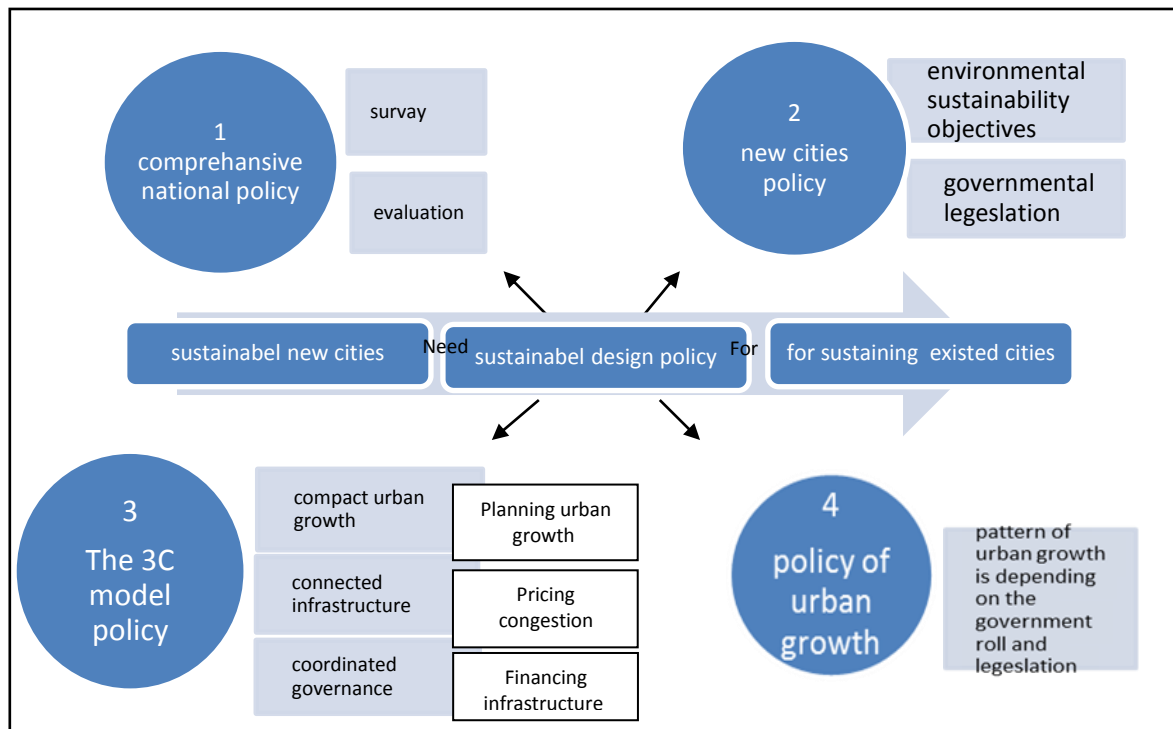 1
comprehansive
national policy
survay
evaluation
2
new cities
policy
environmental
sustainability
objectives
governmental
legeslation
sustainabel new cities
Need
sustainabel design policy
For
for sustaining existed cities
3
The 3C
model
policy
compact urban
growth
Planning urban
growth
connected
infrastructure
Pricing
congestion
coordinated
governance
Financing
infrastructure
4
policy of
urban
growth
pattern of
urban growth
is depending
on the
government
roll and
legeslation